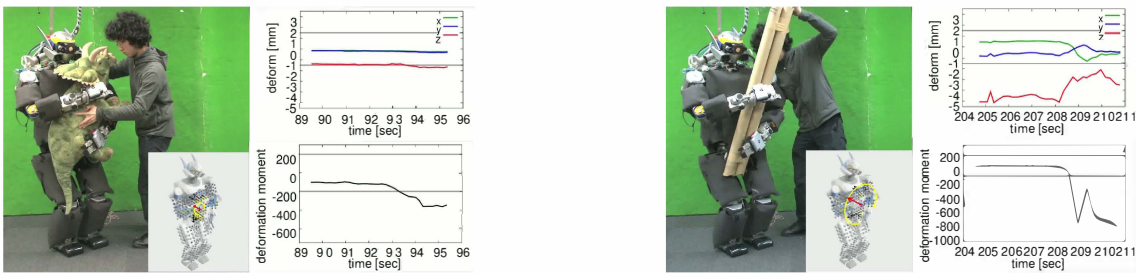 3
x
2
y
1
z
0
-1
-2
-3
-4
-5
deform [mm]
89 90 91 92 93 94 95 96
time [sec]
200
0
-200
-400
-600
deformation moment
89 90 91 92 93 94 95 96
time [sec]
3
x
2
y
1
z
0
-1
-2
-3
-4
-5
deform [mm]
204 205 206 207 208 209 210 211
time [sec]
200
0
-200
-400
-600
-800
-1000
deformation moment
204 205 206 207 208 209 210 211
time [sec]